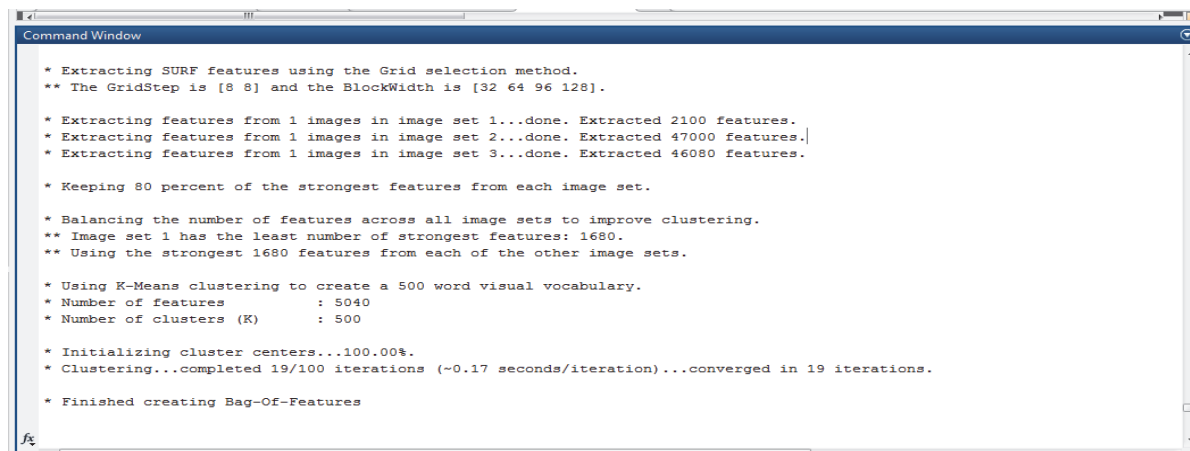 Command Window
* Extracting SURF features using the Grid selection method.
** The GridStep is [8 8] and the BlockWidth is [32 64 96 128].
* Extracting features from 1 images in image set 1...done. Extracted 2100 features.
* Extracting features from 1 images in image set 2...done. Extracted 47000 features.
* Extracting features from 1 images in image set 3...done. Extracted 46080 features.
* Keeping 80 percent of the strongest features from each image set.
* Balancing the number of features across all image sets to improve clustering.
** Image set 1 has the least number of strongest features: 1680.
** Using the strongest 1680 features from each of the other image sets.
* Using K-Means clustering to create a 500 word visual vocabulary.
* Number of features : 5040
* Number of clusters (K) : 500
* Initializing cluster centers...100.00%.
* Clustering...completed 19/100 iterations (~0.17 seconds/iteration)...converged in 19 iterations.
* Finished creating Bag-Of-Features
fx